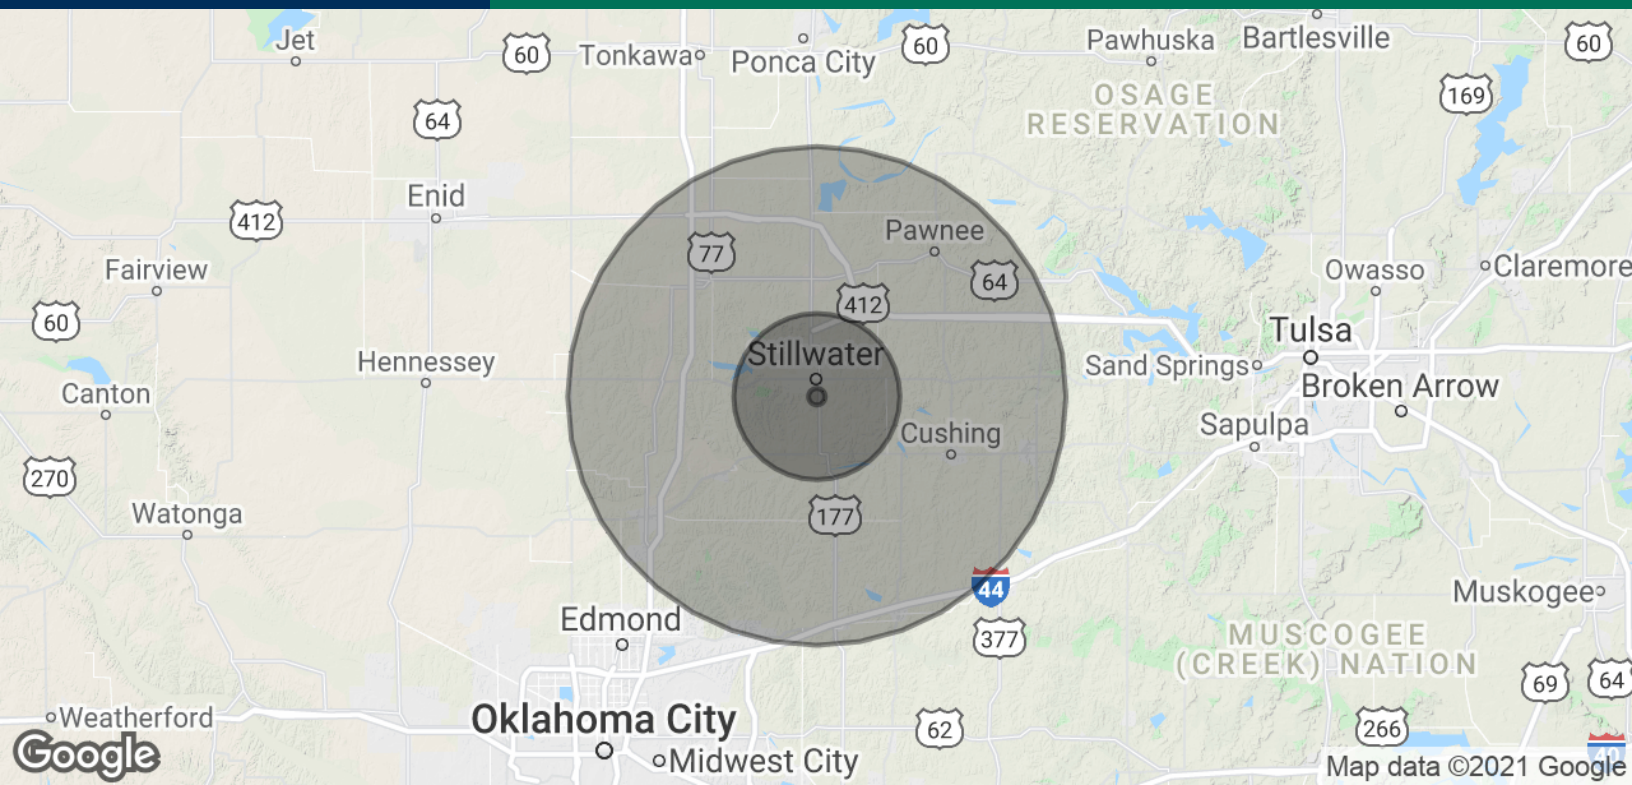 Jet
60
Tonkawa
Ponca City
60
Pawhuska
Bartlesville
60
64
OSAGE
RESERVATION
169
Enid
412
Pawnee
77
64
Fairview
Owasso
Claremore
412
60
Tulsa
Stillwater
Hennessey
Sand Springs
Canton
Broken Arrow
Cushing
Sapulpa
270
Watonga
177
44
Muskogee
Edmond
377
MUSCOGEE
(CREEK) NATION
69
64
Weatherford
Oklahoma City
62
266
Google
Midwest City
40
Map data ©2021 Google